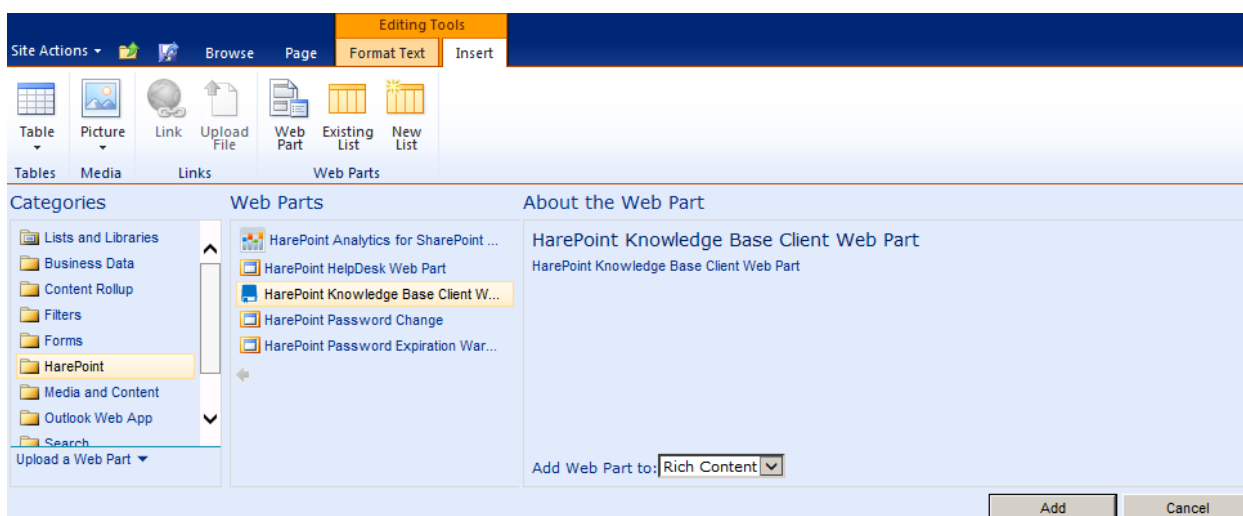 Editing Tools
Site Actions Browse Page Format Text Insert
Table Picture Link Upload File Web Part Existing List New List
Tables Media Links Web Parts
Categories
Lists and Libraries
Business Data
Content Rollup
Filters
Forms
HarePoint
Media and Content
Outlook Web App
Search
Upload a Web Part
Web Parts
HarePoint Analytics for SharePoint ...
HarePoint HelpDesk Web Part
HarePoint Knowledge Base Client W...
HarePoint Password Change
HarePoint Password Expiration War...
About the Web Part
HarePoint Knowledge Base Client Web Part
HarePoint Knowledge Base Client Web Part
Add Web Part to: Rich Content
Add Cancel